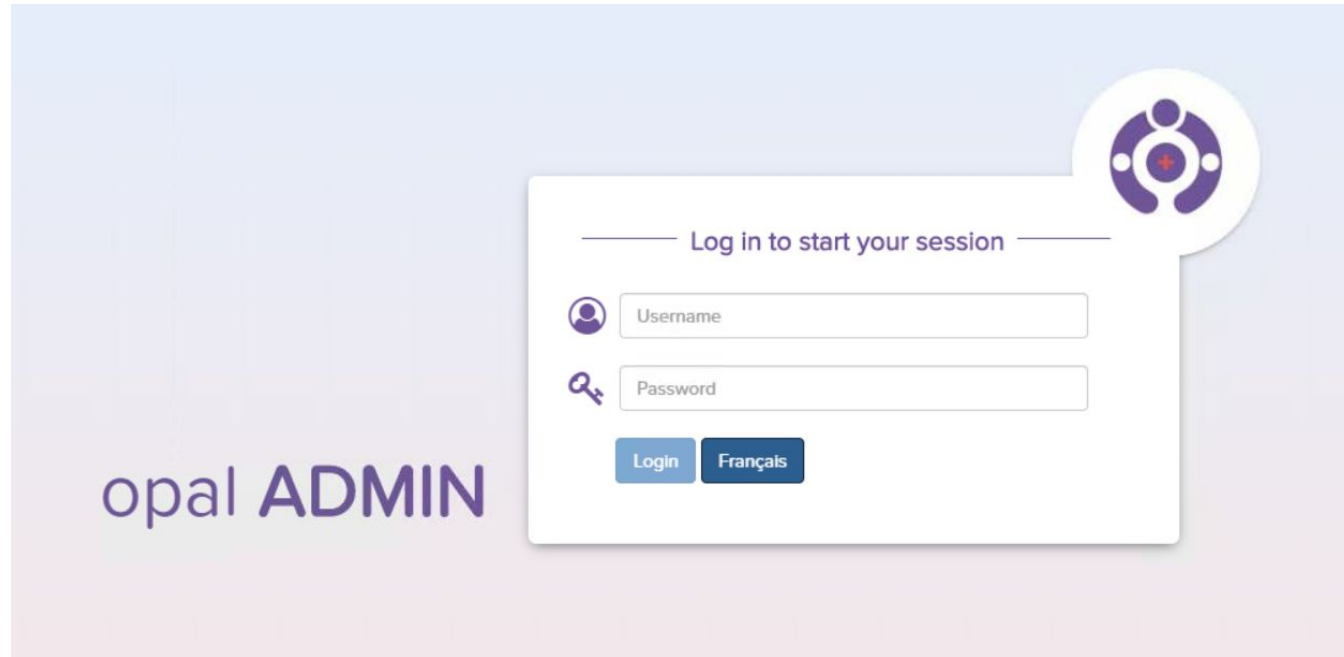 Log in to start your session
Username
Password
Login Français
opal ADMIN